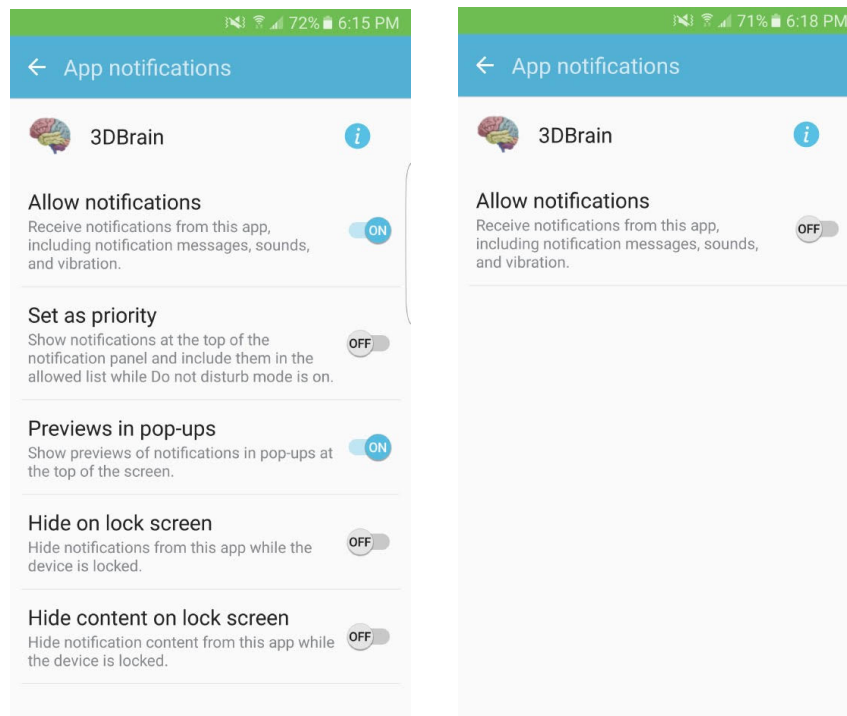 72% 6:15 PM
App notifications
3DBrain
i
Allow notifications
Receive notifications from this app,
including notification messages, sounds,
and vibration.
ON
Set as priority
Show notifications at the top of the
notification panel and include them in the
allowed list while Do not disturb mode is on.
OFF
Previews in pop-ups
Show previews of notifications in pop-ups at
the top of the screen.
ON
Hide on lock screen
Hide notifications from this app while the
device is locked.
OFF
Hide content on lock screen
Hide notification content from this app while
the device is locked.
OFF
71% 6:18 PM
App notifications
3DBrain
i
Allow notifications
Receive notifications from this app,
including notification messages, sounds,
and vibration.
OFF